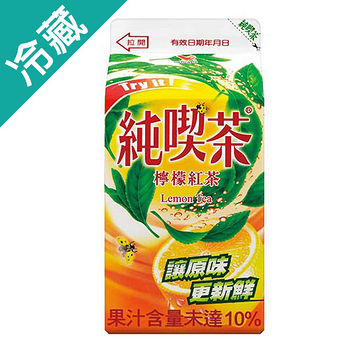 冷藏
拉開
有效日期年月日
純喫茶
Try It!
純喫茶®
檸檬紅茶
Lemon Tea
讓原味
更新鮮
果汁含量未達10%